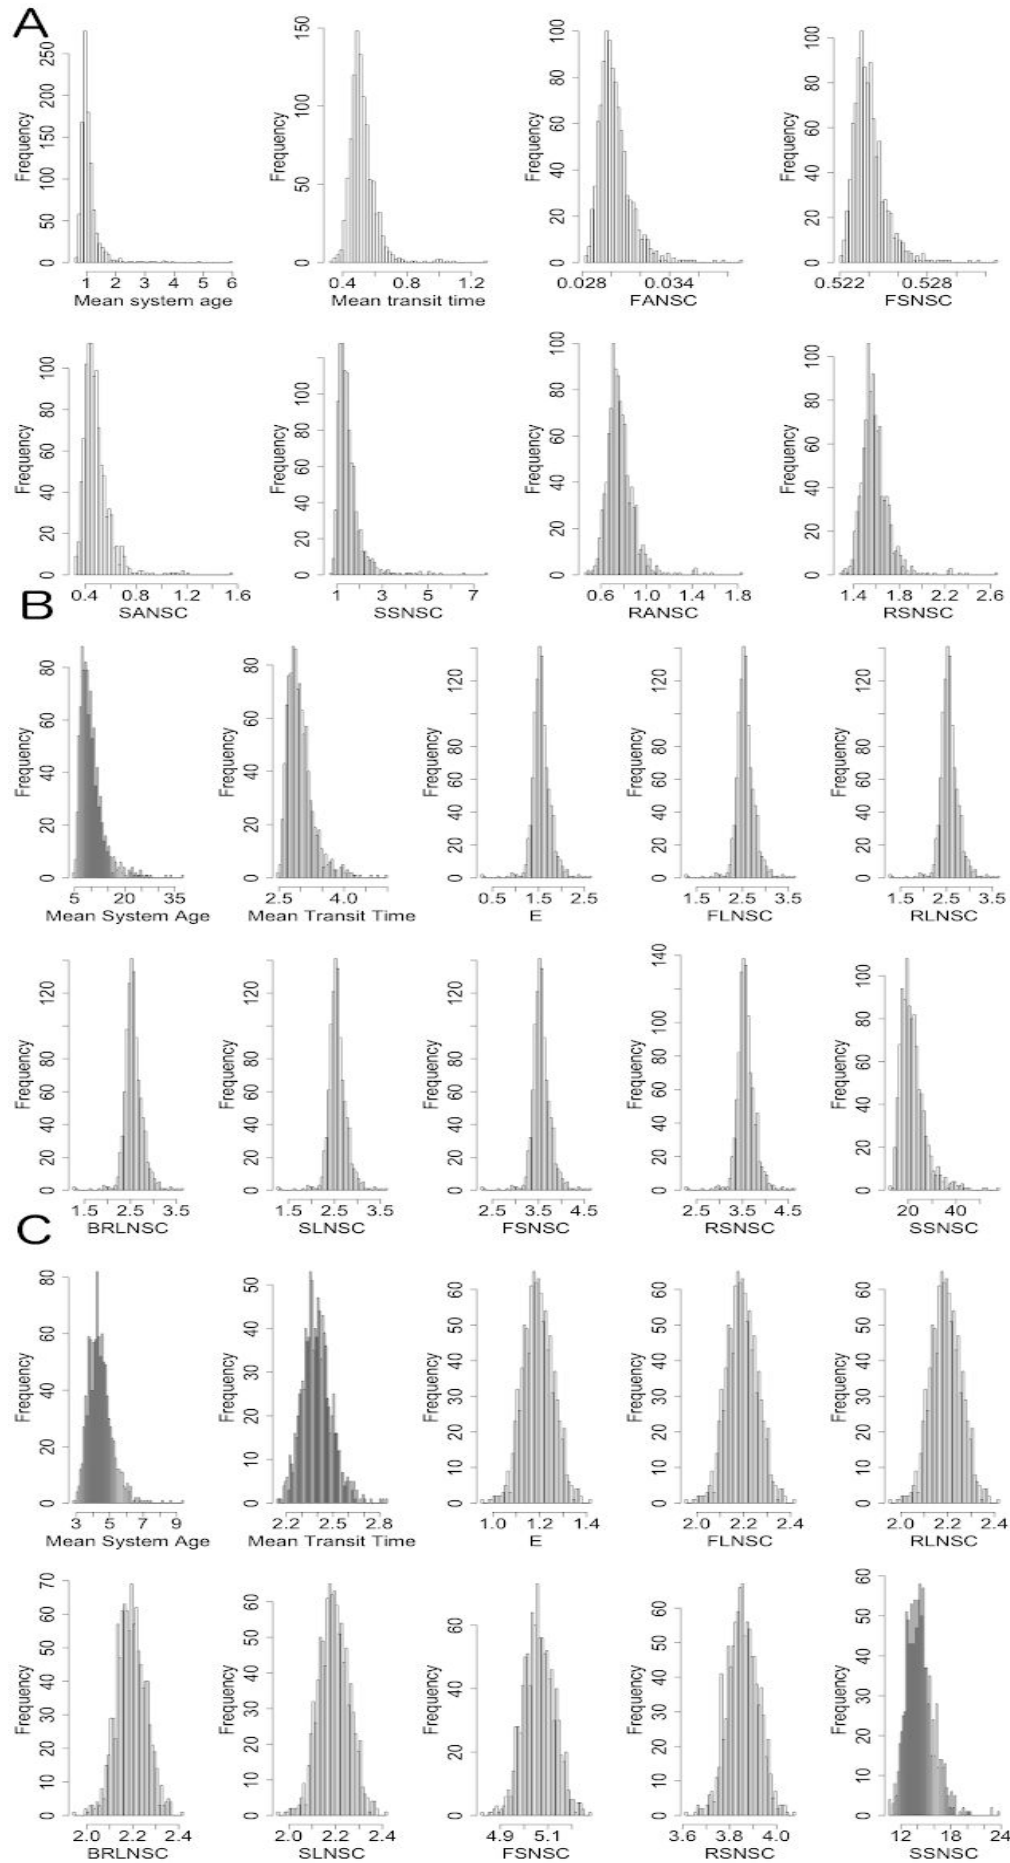 A
Frequency
0 50 100 150 200 250
1 2 3 4 5 6
Mean system age
Frequency
0 50 100 150
0.4 0.8 1.2
Mean transit time
Frequency
0 20 40 60 80 100
0.028 0.034
FANSC
Frequency
0 20 40 60 80 100
0.522 0.528
FSNSC
Frequency
0 20 40 60 80 100
0.4 0.8 1.2 1.6
SANSC
Frequency
0 20 40 60 80 100
1 3 5 7
SSNSC
Frequency
0 20 40 60 80 100
0.6 1.0 1.4 1.8
RANSC
Frequency
0 20 40 60 80 100
1.4 1.8 2.2 2.6
RSNSC
B
Frequency
0 20 40 60 80
5 20 35
Mean System Age
Frequency
0 20 40 60 80
2.5 4.0
Mean Transit Time
Frequency
0 20 40 60 80 120
0.5 1.5 2.5
E
Frequency
0 20 40 60 80 120
1.5 2.5 3.5
FLNSC
Frequency
0 20 40 60 80 120
1.5 2.5 3.5
RLNSC
Frequency
0 20 40 60 80 120
1.5 2.5 3.5
BRLNSC
Frequency
0 20 40 60 80 120
1.5 2.5 3.5
SLNSC
Frequency
0 20 40 60 80 120
2.5 3.5 4.5
FSNSC
Frequency
0 20 40 60 80 100 140
2.5 3.5 4.5
RSNSC
Frequency
0 20 40 60 80 100
20 40
SSNSC
C
Frequency
0 20 40 60 80
3 5 7 9
Mean System Age
Frequency
0 10 20 30 40 50
2.2 2.5 2.8
Mean Transit Time
Frequency
0 10 20 30 40 50 60
1.0 1.2 1.4
E
Frequency
0 10 20 30 40 50 60
2.0 2.2 2.4
FLNSC
Frequency
0 10 20 30 40 50 60
2.0 2.2 2.4
RLNSC
Frequency
0 10 20 30 40 50 60 70
2.0 2.2 2.4
BRLNSC
Frequency
0 10 20 30 40 50 60
2.0 2.2 2.4
SLNSC
Frequency
0 20 40 60
4.9 5.1
FSNSC
Frequency
0 10 20 30 40 50 60
3.6 3.8 4.0
RSNSC
Frequency
0 10 20 30 40 50 60
12 18 24
SSNSC